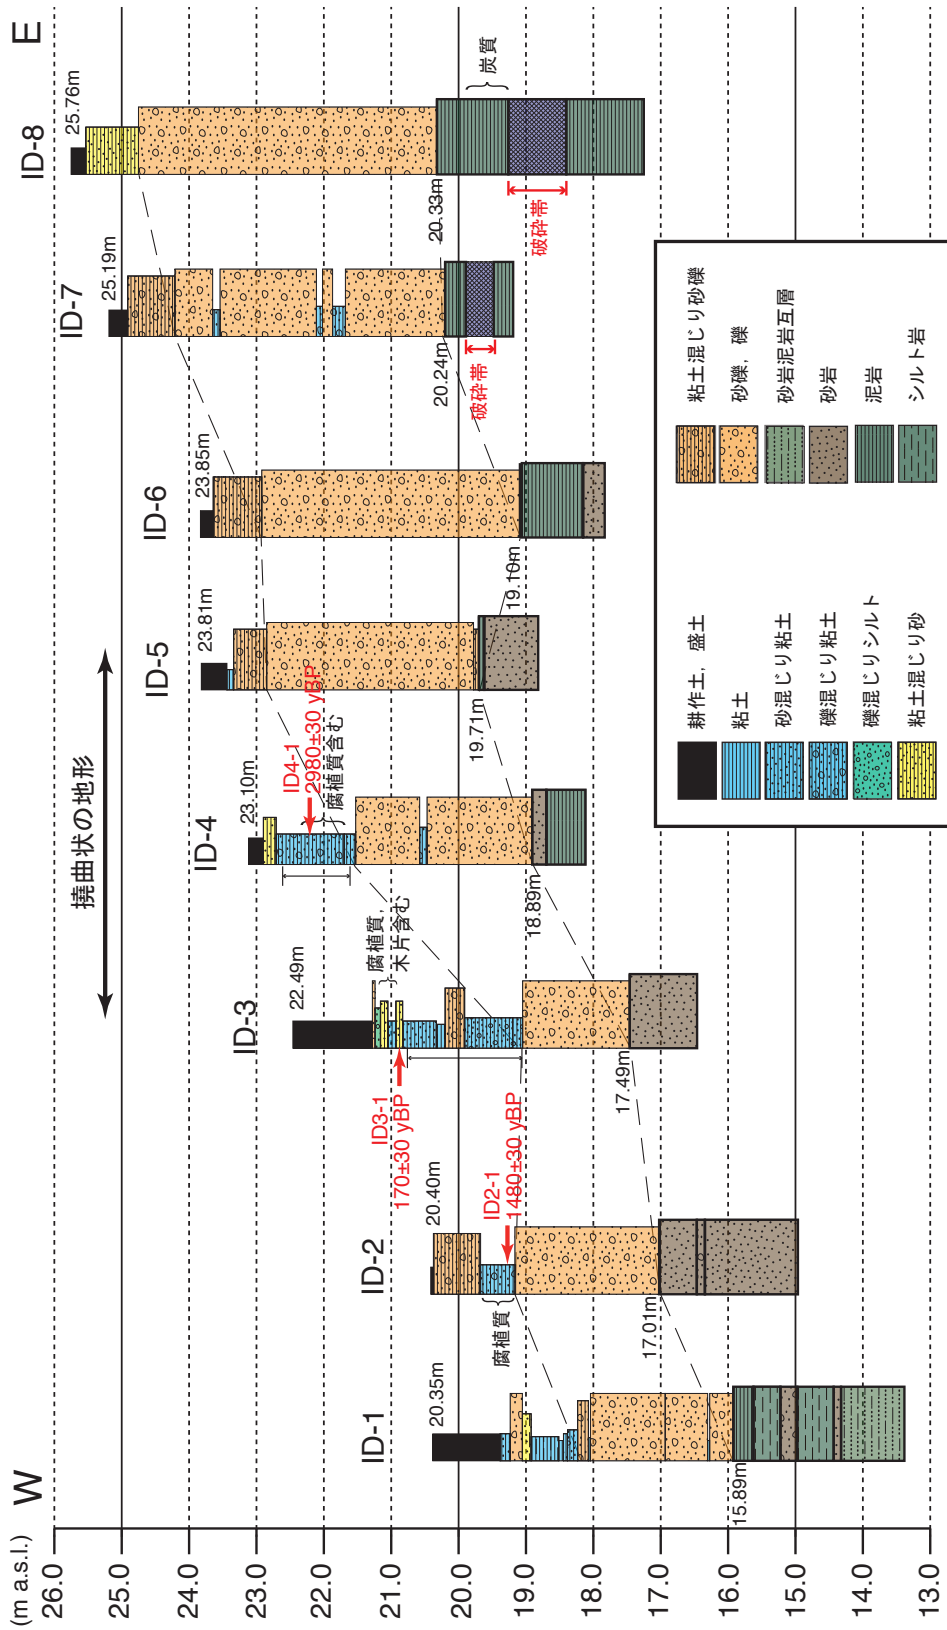 W
E
(m a.s.l.)
26.0
25.0
24.0
23.0
22.0
21.0
20.0
19.0
18.0
17.0
16.0
15.0
14.0
13.0
撓曲状の地形
ID-1
20.35m
15.89m
ID-2
20.40m
ID2-1
1480±30 yBP
腐植質
17.01m
ID-3
22.49m
ID3-1
170±30 yBP
腐植質,
木片含む
17.49m
ID-4
23.10m
ID4-1
2980±30 yBP
腐植質含む
18.89m
ID-5
23.81m
19.71m
ID-6
23.85m
19.10m
ID-7
25.19m
20.24m
破砕帯
ID-8
25.76m
20.33m
破砕帯
炭質
耕作土, 盛土
粘土
砂混じり粘土
礫混じり粘土
礫混じりシルト
粘土混じり砂
粘土混じり砂礫
砂礫, 礫
砂岩泥岩互層
砂岩
泥岩
シルト岩